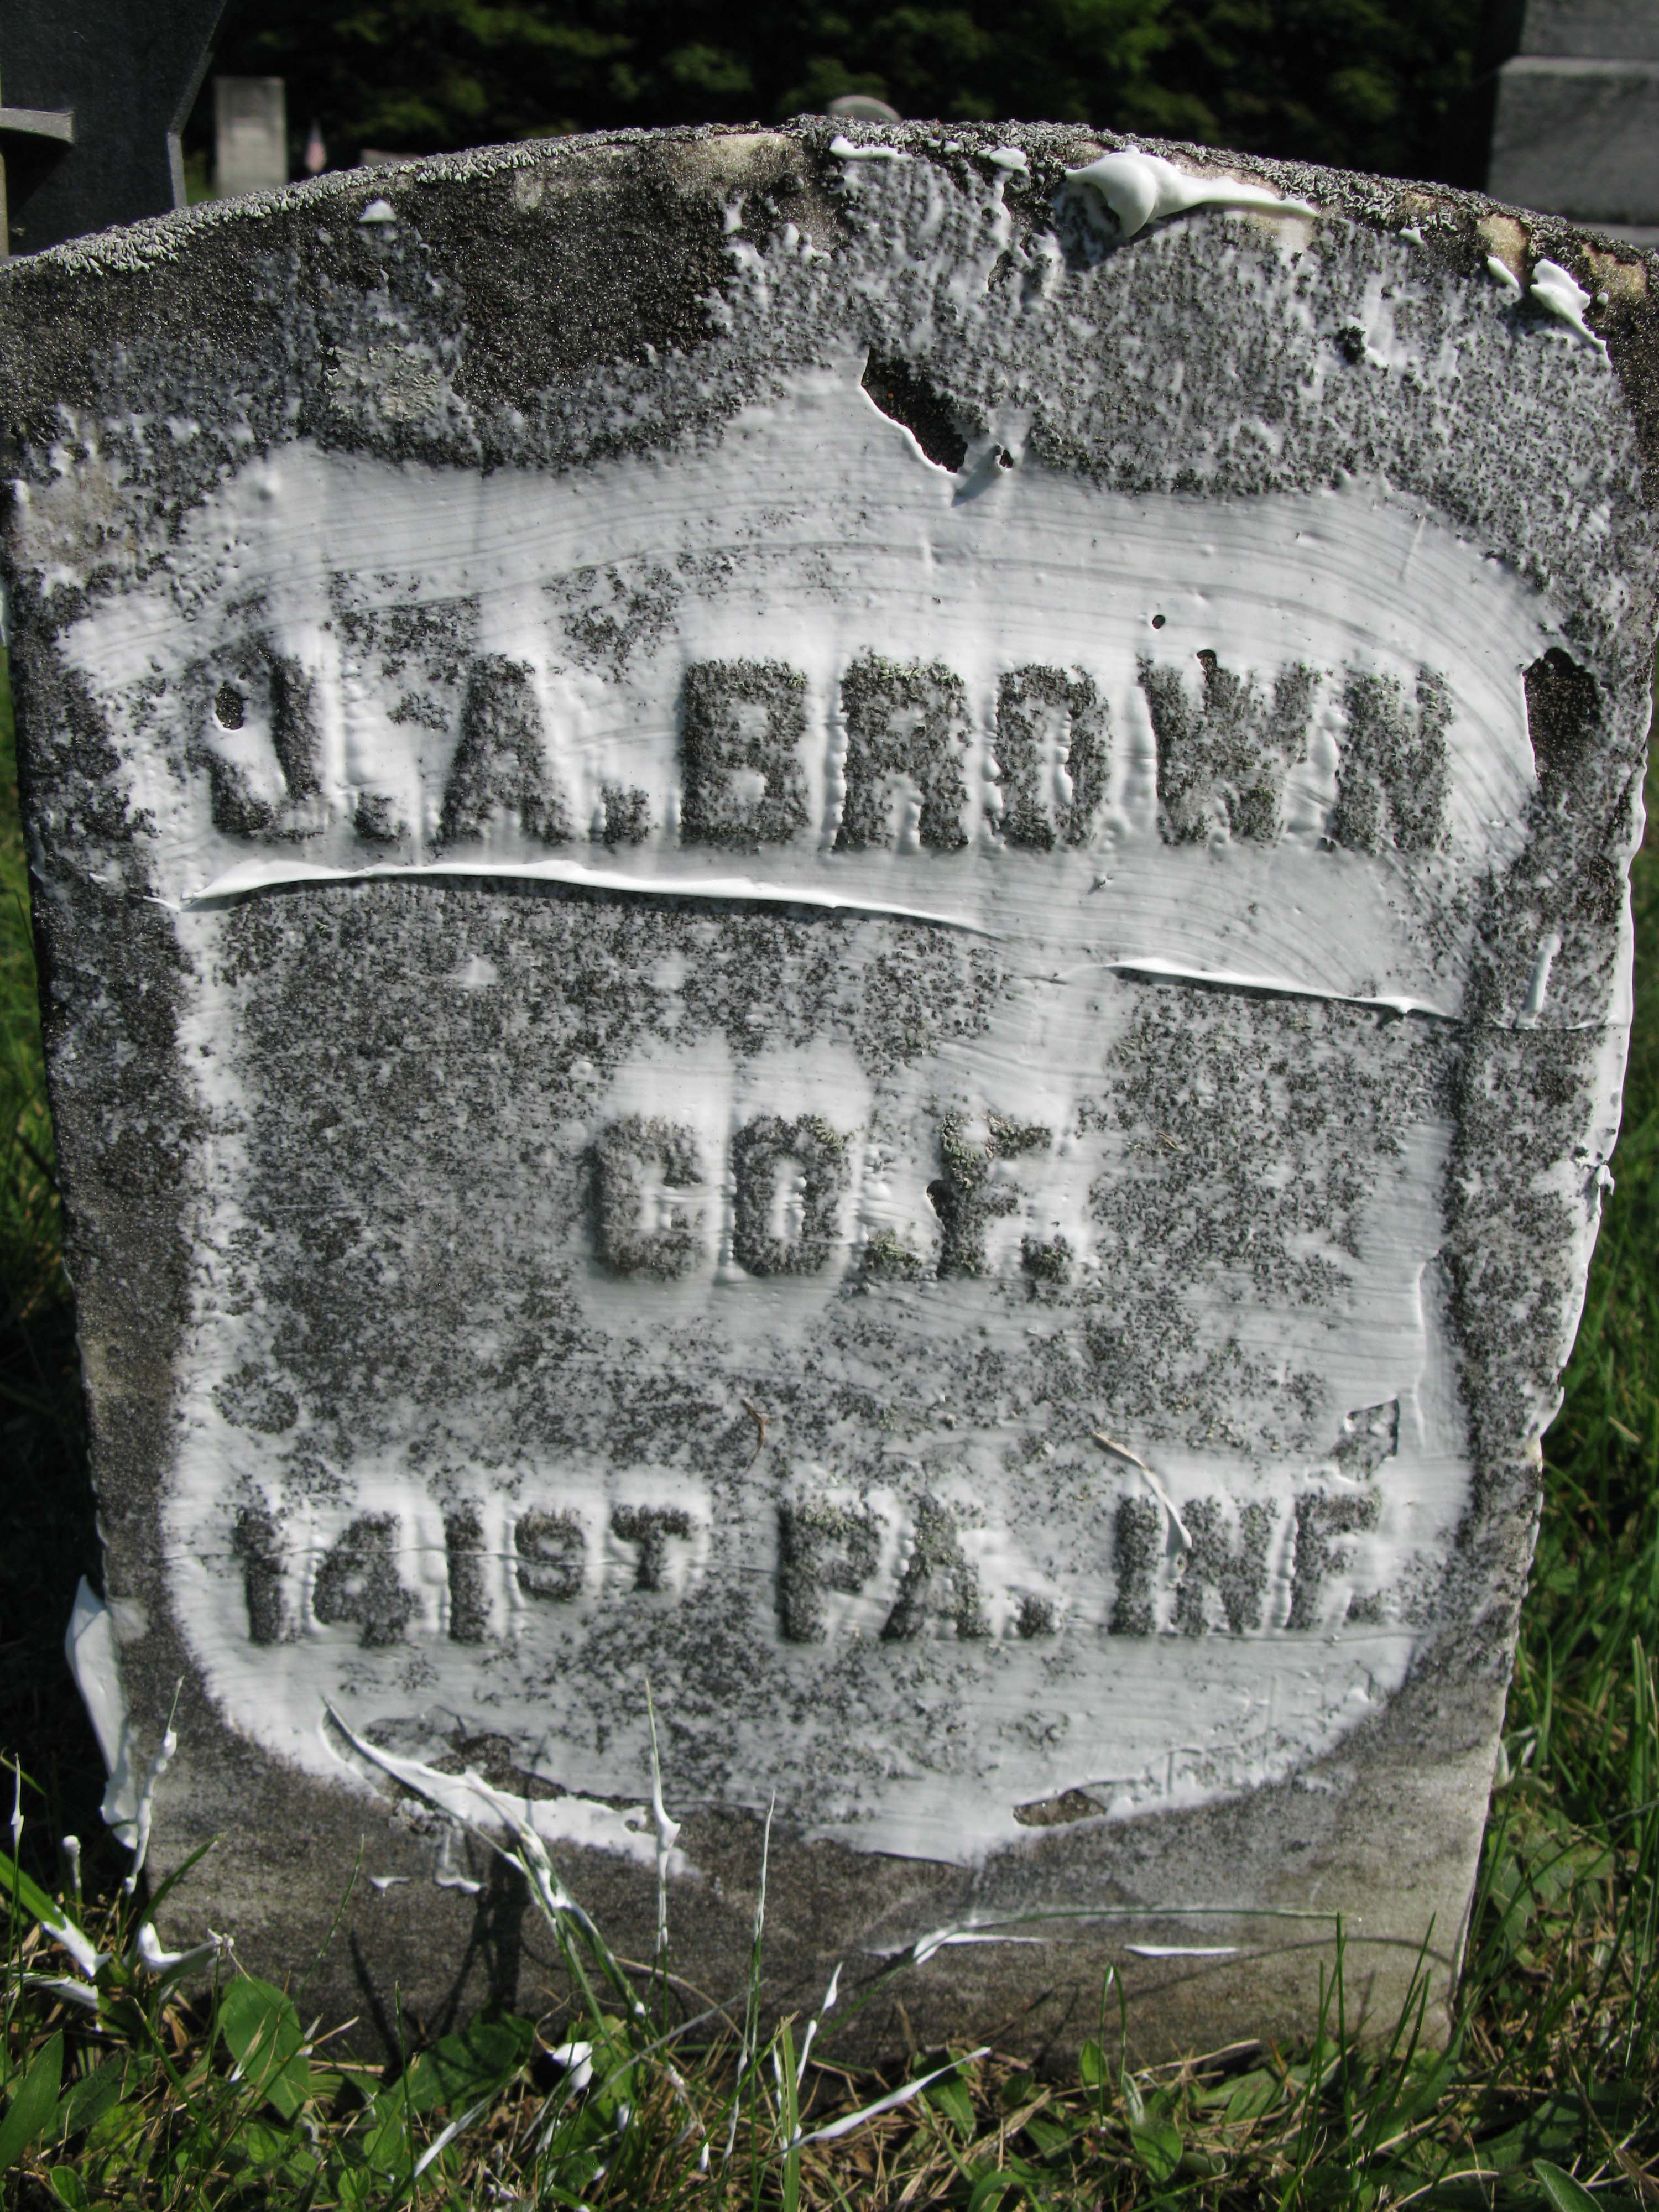 J. A. BROWN
CO. F.
141ST PA. INF.